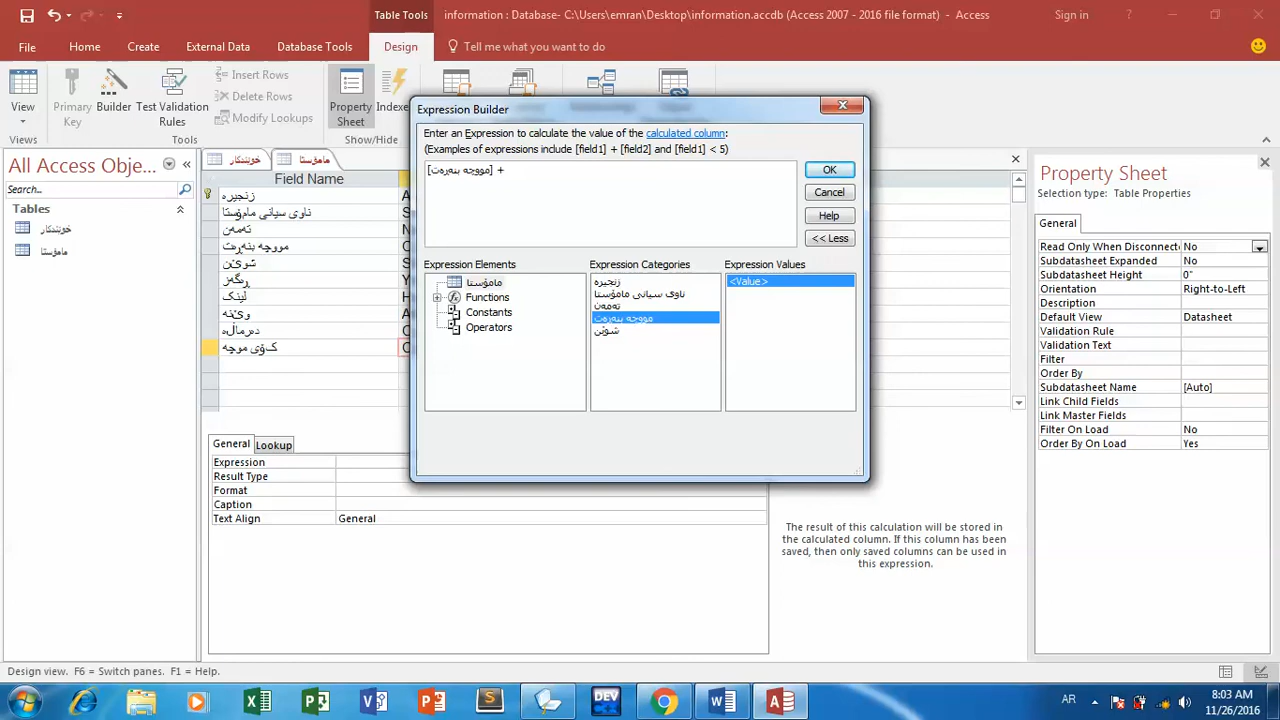 Table Tools
information : Database- C:\Users\emran\Desktop\information.accdb (Access 2007 - 2016 file format) - Access
Sign in
?
File
Home
Create
External Data
Database Tools
Design
Tell me what you want to do
View
Primary Key
Builder
Test Validation Rules
Insert Rows
Delete Rows
Modify Lookups
Property Sheet
Indexe
Views
Tools
All Access Obje...
Search...
Tables
خوێندکار
مامۆستا
خوێندکار
مامۆستا
Field Name
زنجیرە
ناوی سیانی مامۆستا
تەمەن
مووچە بنەڕەت
شوێن
ڕەگەز
لینک
وێنە
دەرماڵە
کۆی موچە
General
Lookup
Expression
Result Type
Format
Caption
Text Align
General
Expression Builder
Enter an Expression to calculate the value of the calculated column:
(Examples of expressions include [field1] + [field2] and [field1] < 5)
[مووچە بنەڕەت] +
OK
Cancel
Help
<< Less
Expression Elements
Expression Categories
Expression Values
مامۆستا
Functions
Constants
Operators
زنجیرە
ناوی سیانی مامۆستا
تەمەن
مووچە بنەڕەت
شوێن
<Value>
The result of this calculation will be stored in
the calculated column. If this column has been
saved, then only saved columns can be used in
this expression.
Property Sheet
Selection type: Table Properties
General
Read Only When Disconnecte No
Subdatasheet Expanded No
Subdatasheet Height 0"
Orientation Right-to-Left
Description
Default View Datasheet
Validation Rule
Validation Text
Filter
Order By
Subdatasheet Name [Auto]
Link Child Fields
Link Master Fields
Filter On Load No
Order By On Load Yes
Design view. F6 = Switch panes. F1 = Help.
DEV
AR
8:03 AM
11/26/2016